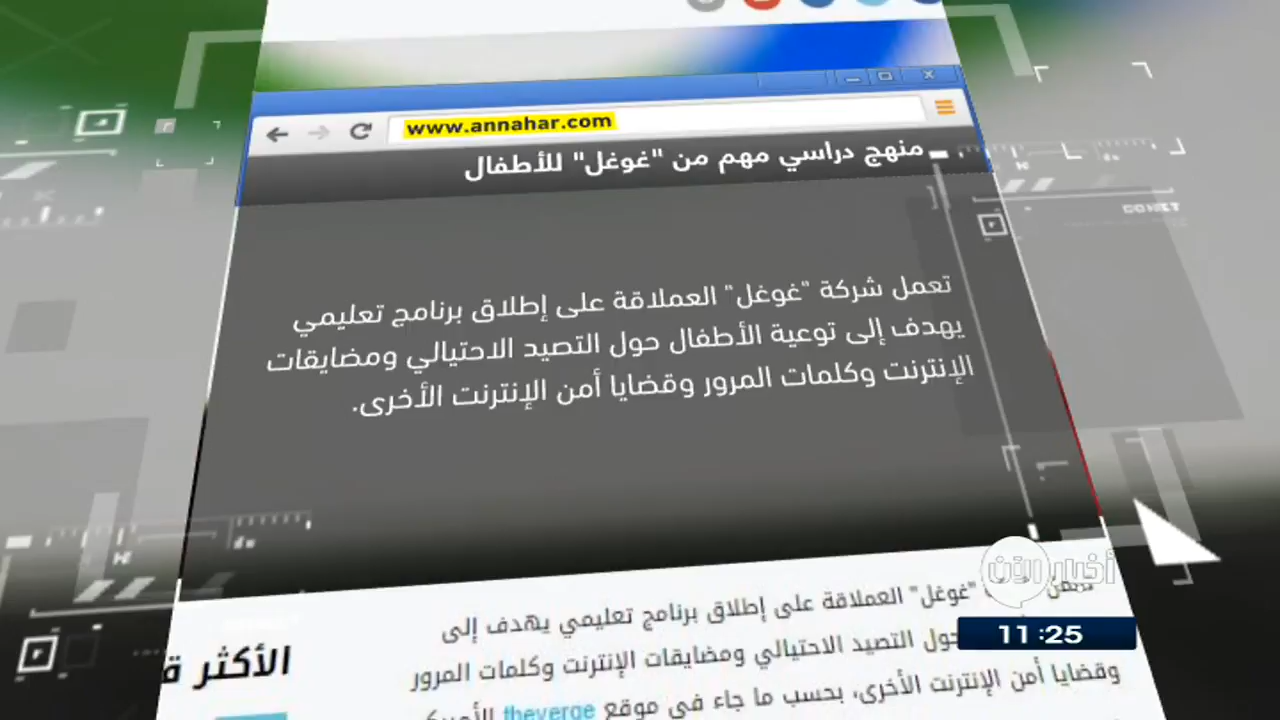 www.annahar.com
منهج دراسي مهم من "غوغل" للأطفال
تعمل شركة "غوغل" العملاقة على إطلاق برنامج تعليمي
يهدف إلى توعية الأطفال حول التصيد الاحتيالي ومضايقات
الإنترنت وكلمات المرور وقضايا أمن الإنترنت الأخرى.
أخبار الآن
"غوغل" العملاقة على إطلاق برنامج تعليمي يهدف إلى
11:25
حول التصيد الاحتيالي ومضايقات الإنترنت وكلمات المرور
الأكثر
وقضايا أمن الإنترنت الأخرى، بحسب ما جاء في موقع theverge